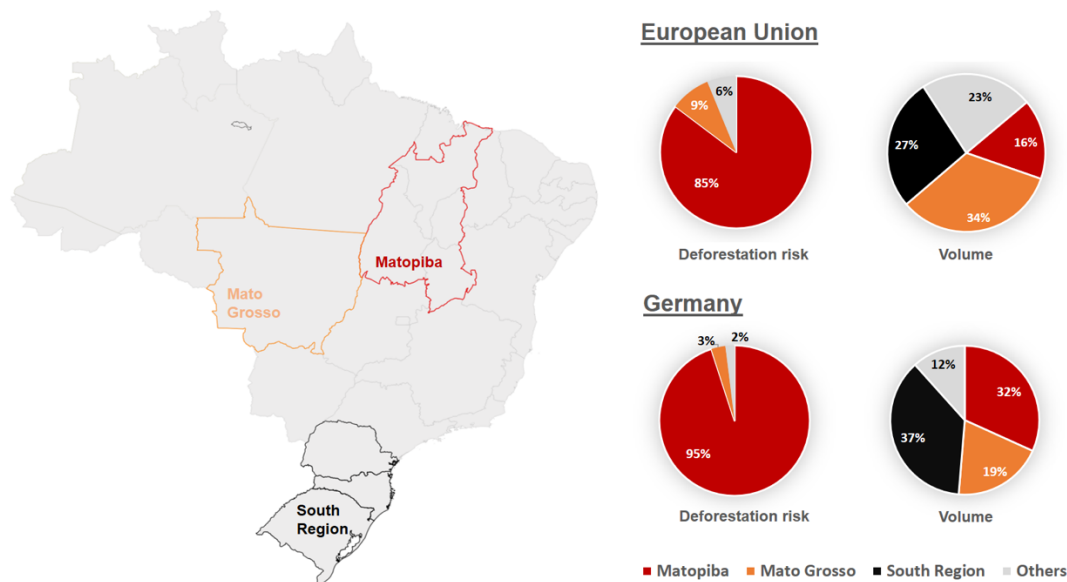 European Union
6%
9%
85%
Deforestation risk
23%
16%
27%
34%
Volume
Matopiba
Mato
Grosso
South
Region
Germany
3%
2%
95%
Deforestation risk
12%
32%
37%
19%
Volume
Matopiba
Mato Grosso
South Region
Others